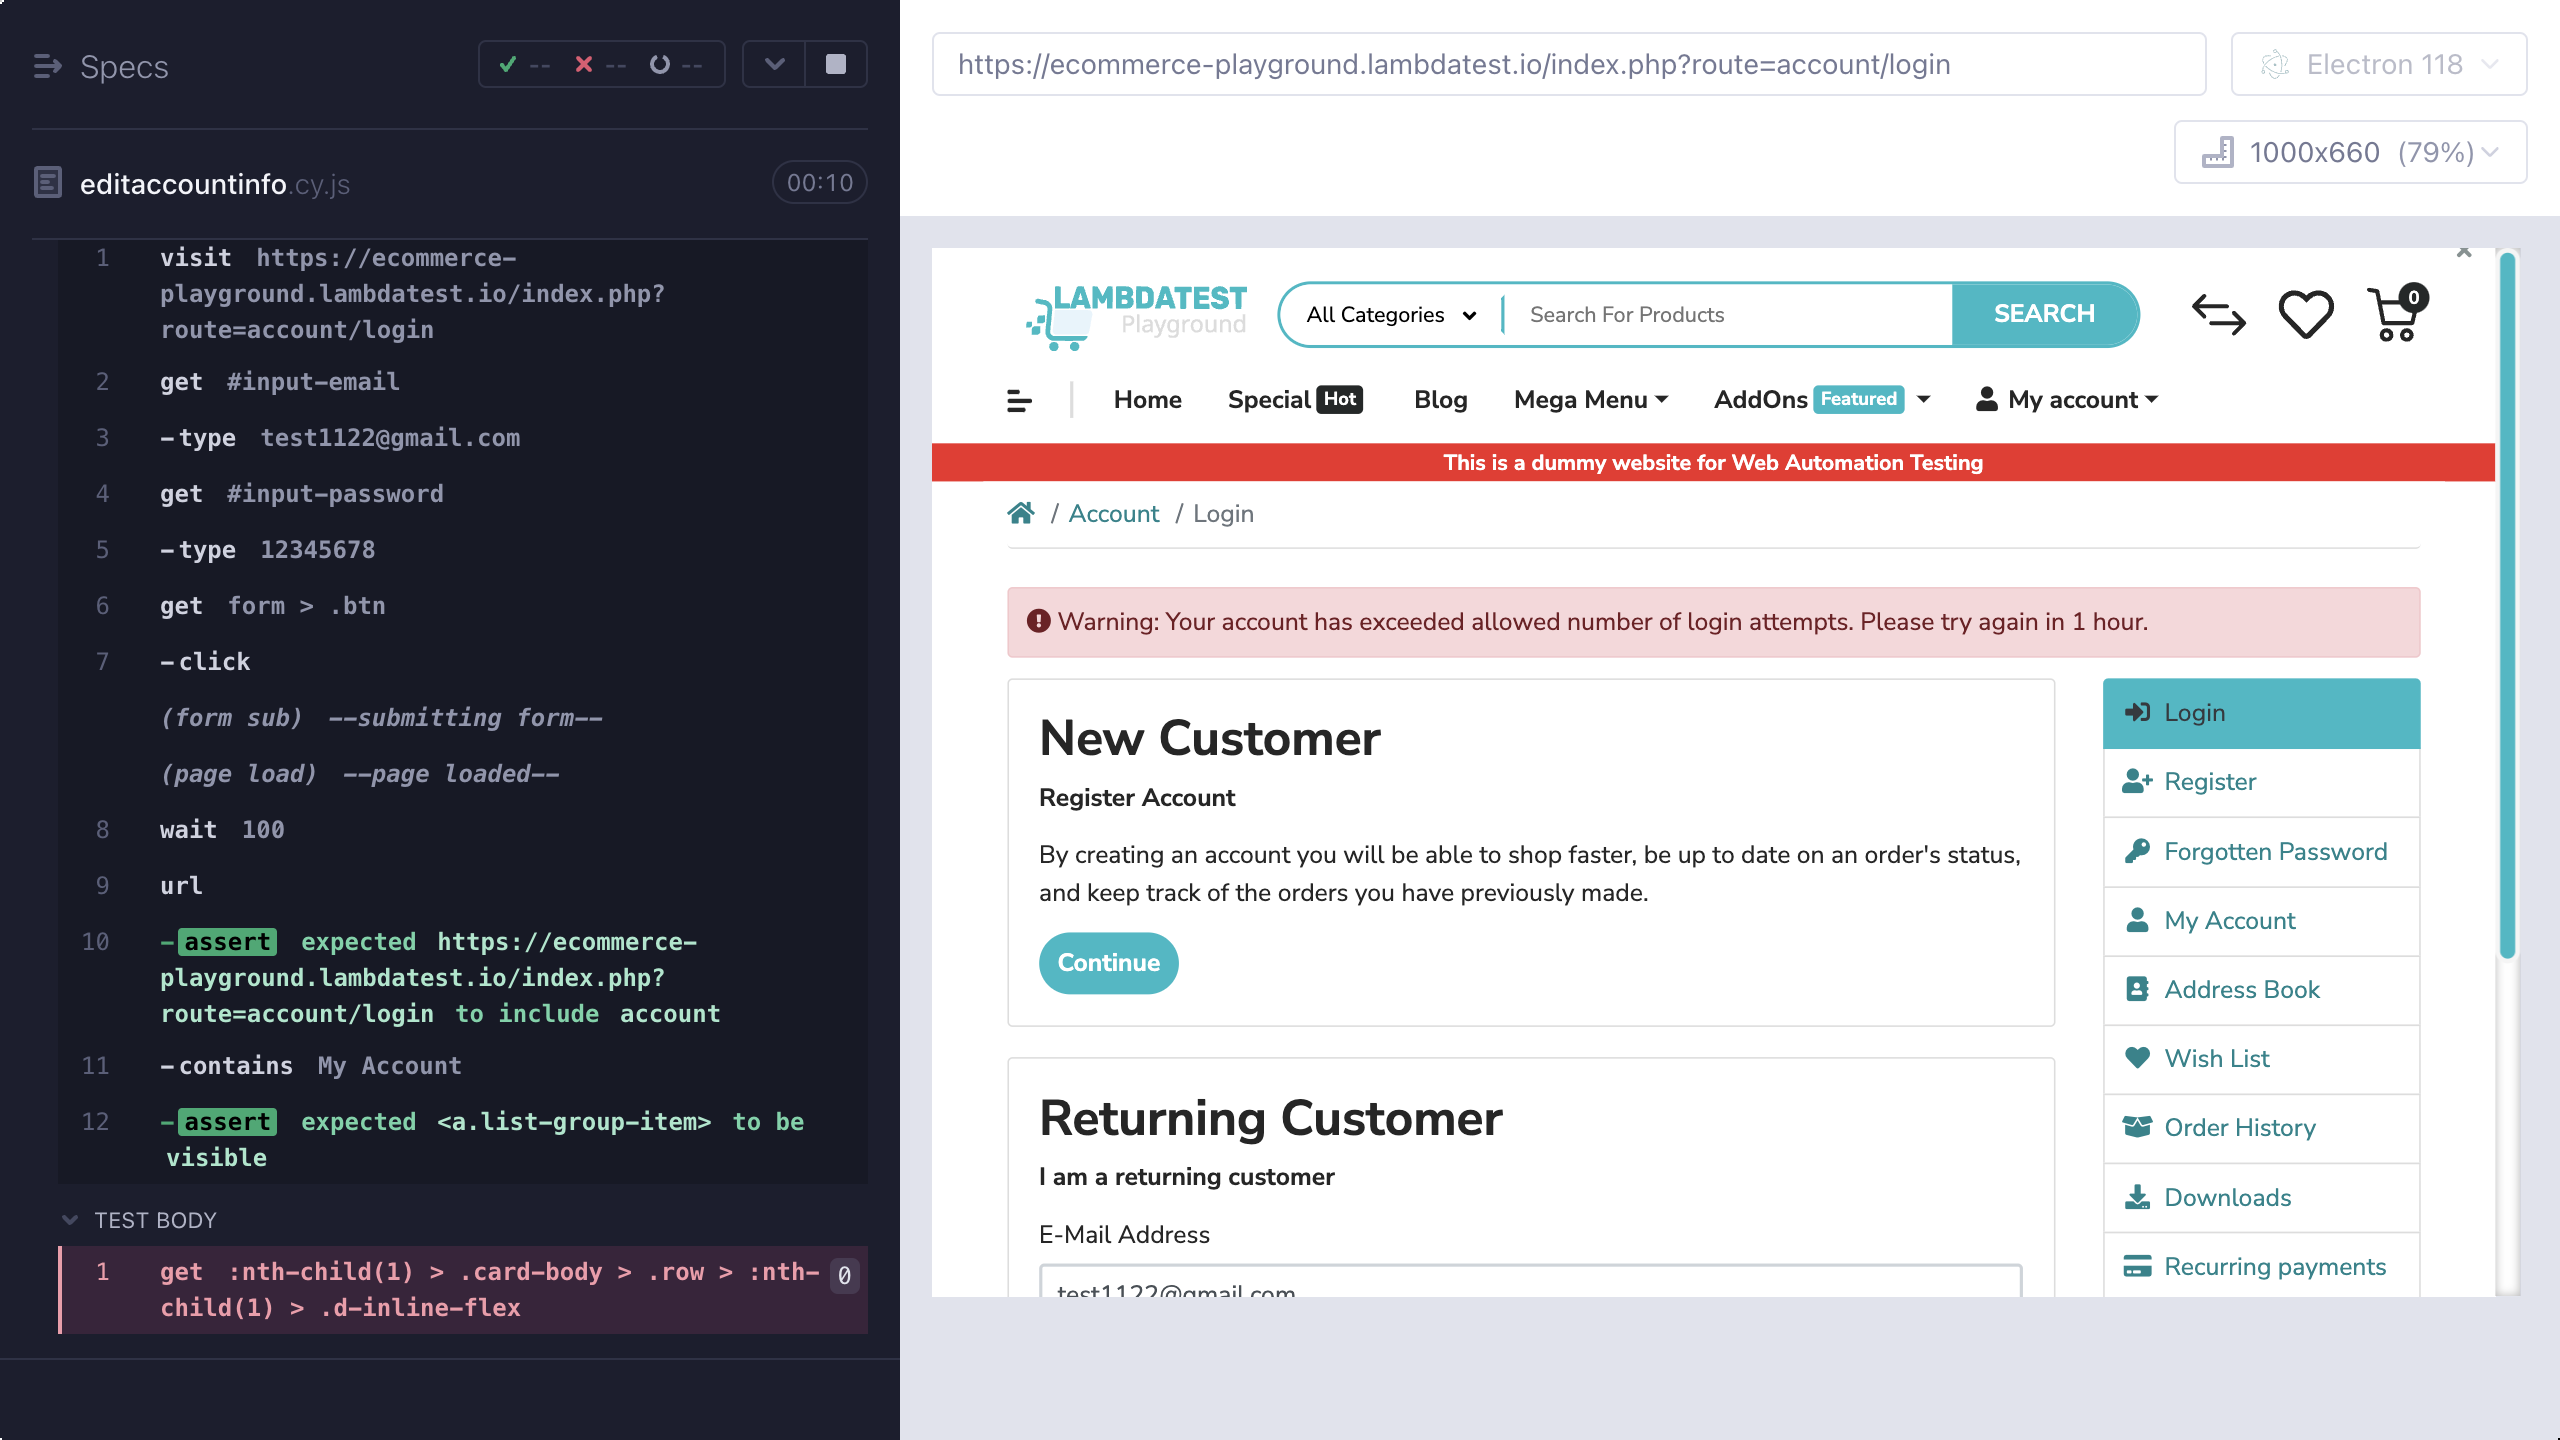 Specs
-- -- --
editaccountinfo.cy.js 00:10
1 visit https://ecommerce-
playground.lambdatest.io/index.php?
route=account/login
2 get #input-email
3 -type test1122@gmail.com
4 get #input-password
5 -type 12345678
6 get form > .btn
7 -click
(form sub) --submitting form--
(page load) --page loaded--
8 wait 100
9 url
10 -assert expected https://ecommerce-
playground.lambdatest.io/index.php?
route=account/login to include account
11 -contains My Account
12 -assert expected <a.list-group-item> to be
visible
TEST BODY
1 get :nth-child(1) > .card-body > .row > :nth- 0
child(1) > .d-inline-flex
https://ecommerce-playground.lambdatest.io/index.php?route=account/login
Electron 118
1000x660 (79%)
LAMBDATEST
Playground
All Categories
Search For Products
SEARCH
0
Home Special Hot Blog Mega Menu AddOns Featured My account
This is a dummy website for Web Automation Testing
/ Account / Login
Warning: Your account has exceeded allowed number of login attempts. Please try again in 1 hour.
New Customer
Register Account
By creating an account you will be able to shop faster, be up to date on an order's status,
and keep track of the orders you have previously made.
Continue
Returning Customer
I am a returning customer
E-Mail Address
test1122@gmail.com
Login
Register
Forgotten Password
My Account
Address Book
Wish List
Order History
Downloads
Recurring payments